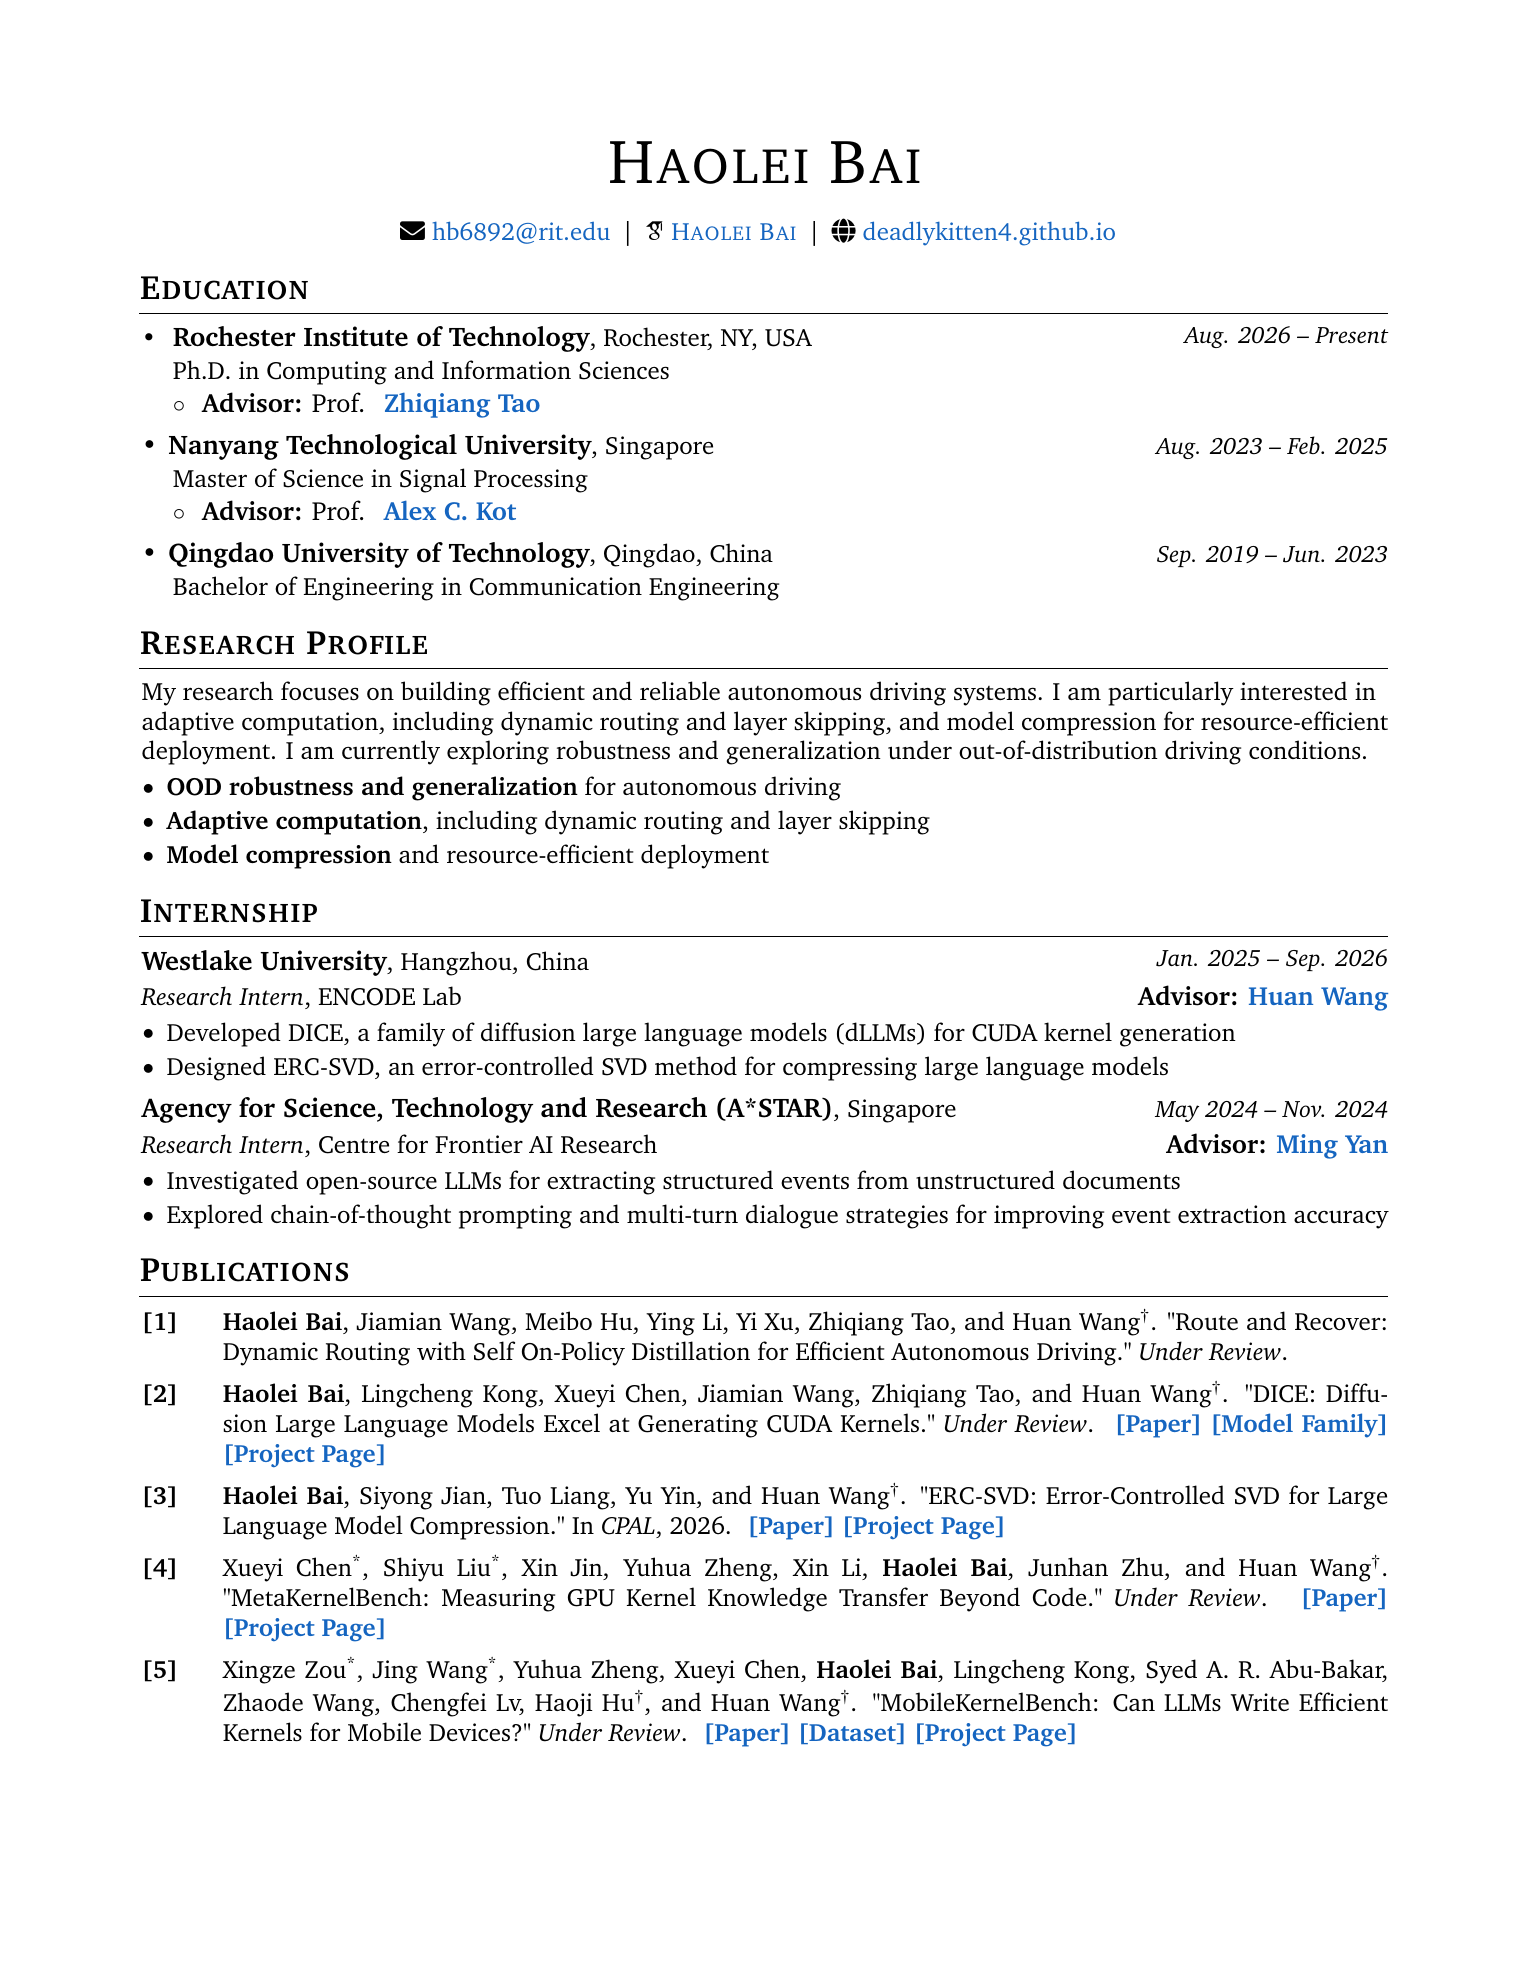 HAOLEI BAI
hb6892@rit.edu | HAOLEI BAI | deadlykitten4.github.io
EDUCATION
• Rochester Institute of Technology, Rochester, NY, USA Aug. 2026 – Present
Ph.D. in Computing and Information Sciences
○ Advisor: Prof. Zhiqiang Tao
• Nanyang Technological University, Singapore Aug. 2023 – Feb. 2025
Master of Science in Signal Processing
○ Advisor: Prof. Alex C. Kot
• Qingdao University of Technology, Qingdao, China Sep. 2019 – Jun. 2023
Bachelor of Engineering in Communication Engineering
RESEARCH PROFILE
My research focuses on building efficient and reliable autonomous driving systems. I am particularly interested in
adaptive computation, including dynamic routing and layer skipping, and model compression for resource-efficient
deployment. I am currently exploring robustness and generalization under out-of-distribution driving conditions.
• OOD robustness and generalization for autonomous driving
• Adaptive computation, including dynamic routing and layer skipping
• Model compression and resource-efficient deployment
INTERNSHIP
Westlake University, Hangzhou, China Jan. 2025 – Sep. 2026
Research Intern, ENCODE Lab Advisor: Huan Wang
• Developed DICE, a family of diffusion large language models (dLLMs) for CUDA kernel generation
• Designed ERC-SVD, an error-controlled SVD method for compressing large language models
Agency for Science, Technology and Research (A*STAR), Singapore May 2024 – Nov. 2024
Research Intern, Centre for Frontier AI Research Advisor: Ming Yan
• Investigated open-source LLMs for extracting structured events from unstructured documents
• Explored chain-of-thought prompting and multi-turn dialogue strategies for improving event extraction accuracy
PUBLICATIONS
[1] Haolei Bai, Jiamian Wang, Meibo Hu, Ying Li, Yi Xu, Zhiqiang Tao, and Huan Wang†. "Route and Recover:
Dynamic Routing with Self On-Policy Distillation for Efficient Autonomous Driving." Under Review.
[2] Haolei Bai, Lingcheng Kong, Xueyi Chen, Jiamian Wang, Zhiqiang Tao, and Huan Wang†. "DICE: Diffu-
sion Large Language Models Excel at Generating CUDA Kernels." Under Review. [Paper] [Model Family]
[Project Page]
[3] Haolei Bai, Siyong Jian, Tuo Liang, Yu Yin, and Huan Wang†. "ERC-SVD: Error-Controlled SVD for Large
Language Model Compression." In CPAL, 2026. [Paper] [Project Page]
[4] Xueyi Chen*, Shiyu Liu*, Xin Jin, Yuhua Zheng, Xin Li, Haolei Bai, Junhan Zhu, and Huan Wang†.
"MetaKernelBench: Measuring GPU Kernel Knowledge Transfer Beyond Code." Under Review. [Paper]
[Project Page]
[5] Xingze Zou*, Jing Wang*, Yuhua Zheng, Xueyi Chen, Haolei Bai, Lingcheng Kong, Syed A. R. Abu-Bakar,
Zhaode Wang, Chengfei Lv, Haoji Hu†, and Huan Wang†. "MobileKernelBench: Can LLMs Write Efficient
Kernels for Mobile Devices?" Under Review. [Paper] [Dataset] [Project Page]